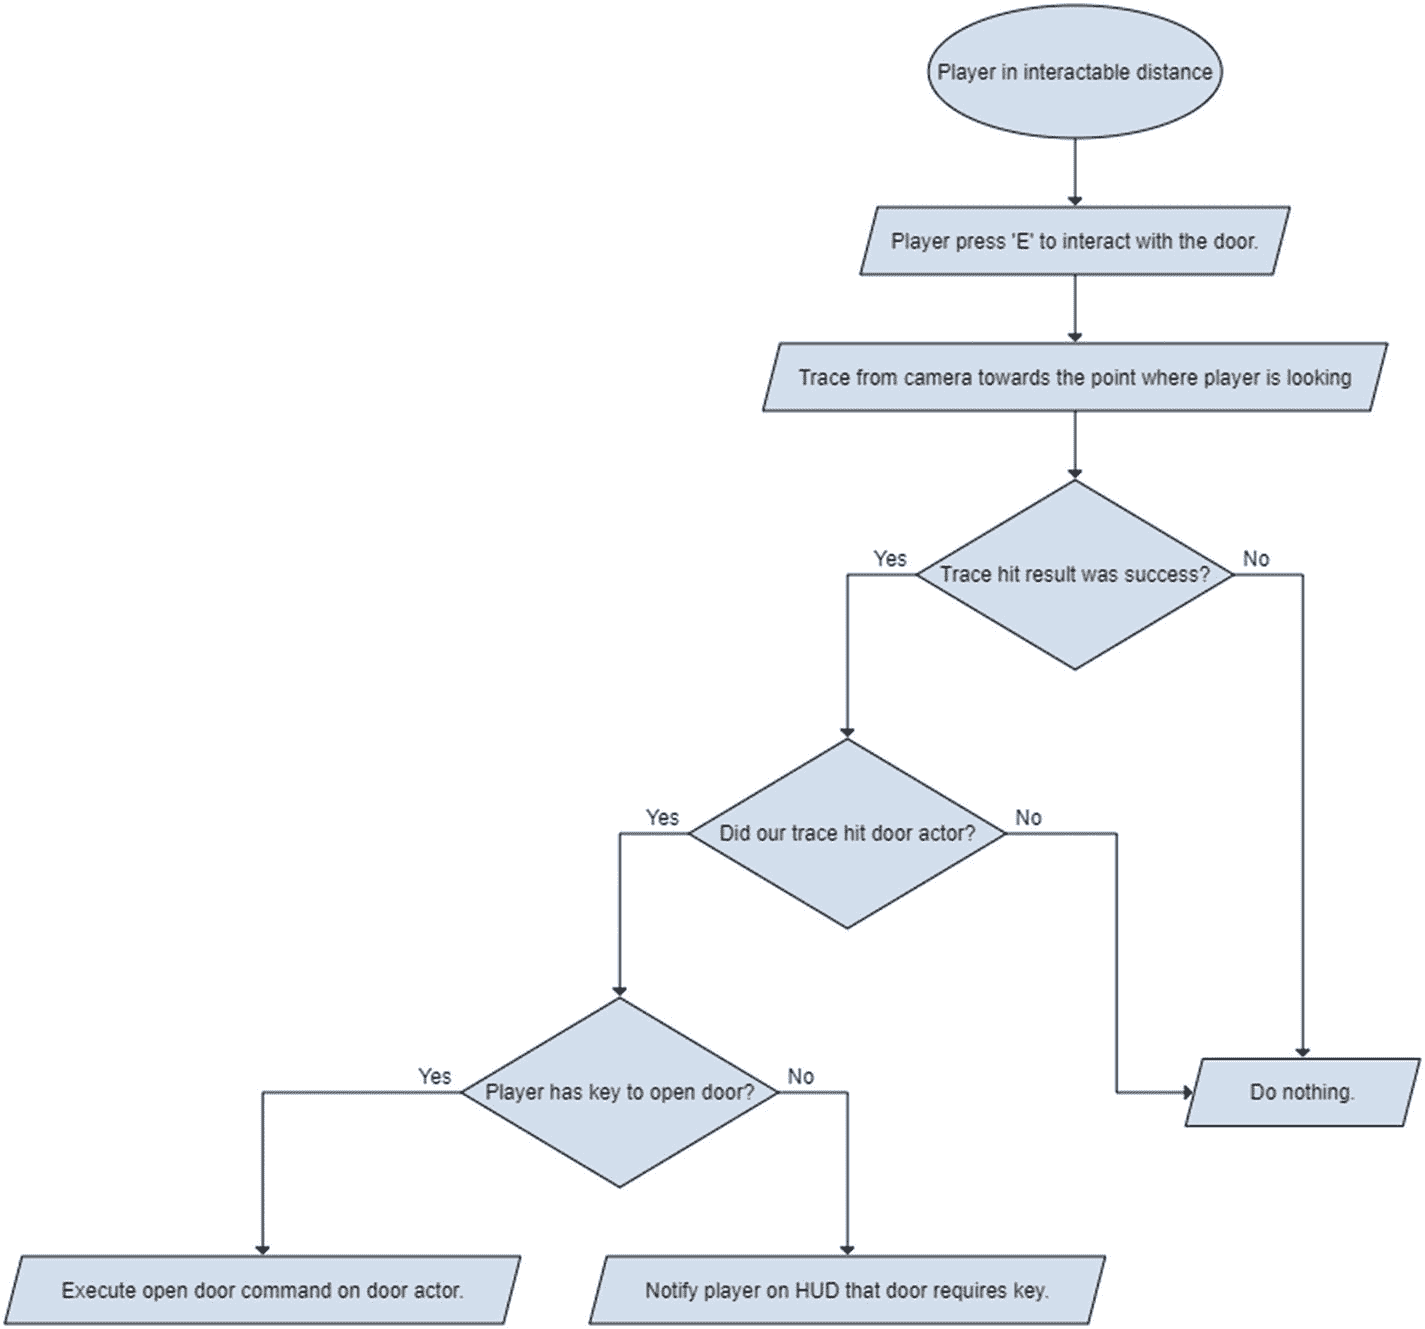 Player in interactable distance
Player press 'E' to interact with the door.
Trace from camera towards the point where player is looking
Yes
No
Trace hit result was success?
Yes
No
Did our trace hit door actor?
Yes
No
Player has key to open door?
Do nothing.
Execute open door command on door actor.
Notify player on HUD that door requires key.